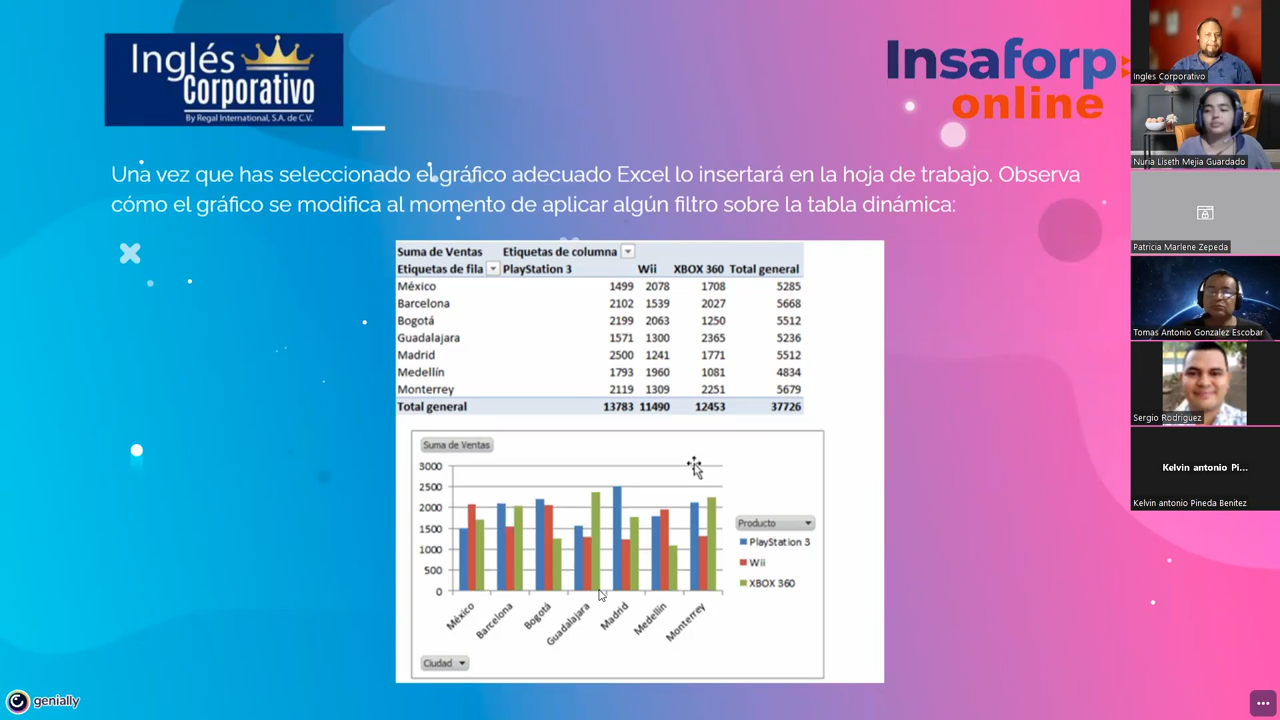 Inglés
Corporativo
By Regal International, S.A. de C.V.
Insaforp
online
Una vez que has seleccionado el gráfico adecuado Excel lo insertará en la hoja de trabajo. Observa
cómo el gráfico se modifica al momento de aplicar algún filtro sobre la tabla dinámica:
Suma de Ventas Etiquetas de columna
Etiquetas de fila PlayStation 3 Wii XBOX 360 Total general
México 1499 2078 1708 5285
Barcelona 2102 1539 2027 5668
Bogotá 2199 2063 1250 5512
Guadalajara 1571 1300 2365 5236
Madrid 2500 1241 1771 5512
Medellín 1793 1960 1081 4834
Monterrey 2119 1309 2251 5679
Total general 13783 11490 12453 37726
Suma de Ventas
3000
2500
2000
1500
1000
500
0
México Barcelona Bogotá Guadalajara Madrid Medellín Monterrey
Producto
PlayStation 3
Wii
XBOX 360
Ciudad
genially
Ingles Corporativo
Nuria Liseth Mejia Guardado
Patricia Marlene Zepeda
Tomas Antonio Gonzalez Escobar
Sergio Rodriguez
Kelvin antonio Pi...
Kelvin antonio Pineda Benitez